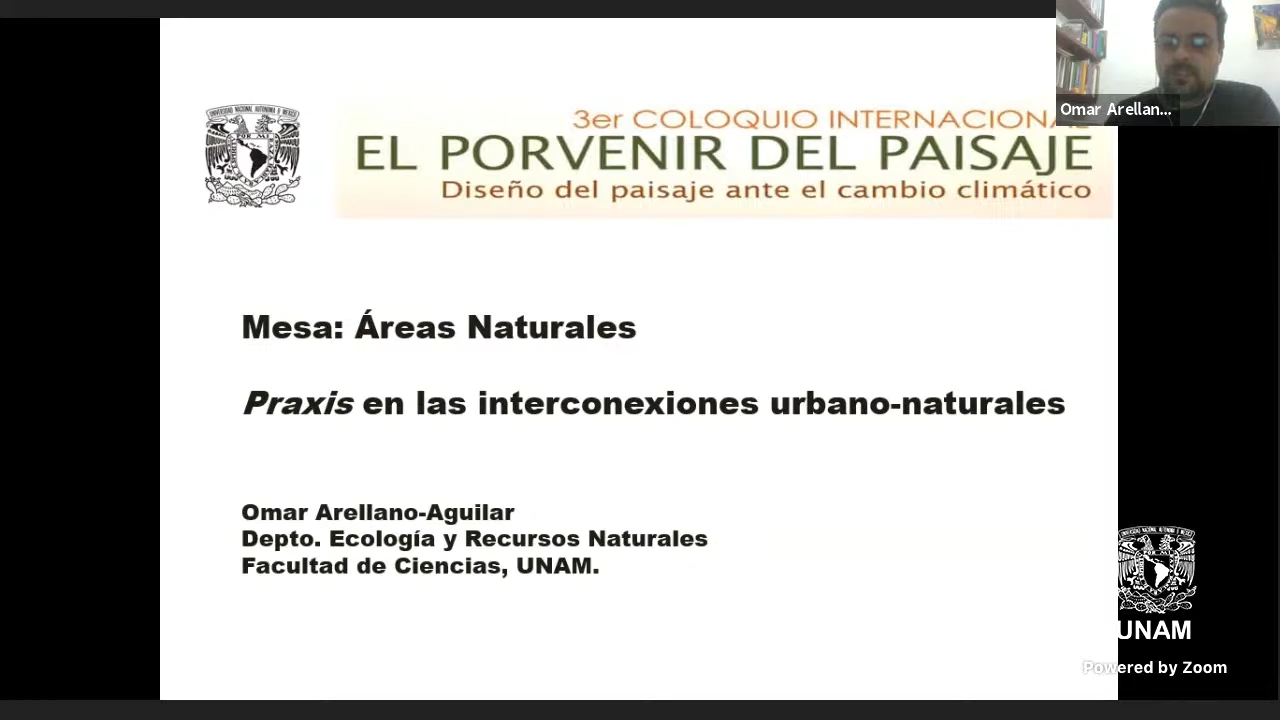 Omar Arellan...
3er COLOQUIO INTERNACIONAL
EL PORVENIR DEL PAISAJE
Diseño del paisaje ante el cambio climático
Mesa: Áreas Naturales
Praxis en las interconexiones urbano-naturales
Omar Arellano-Aguilar
Depto. Ecología y Recursos Naturales
Facultad de Ciencias, UNAM.
UNAM
Powered by Zoom